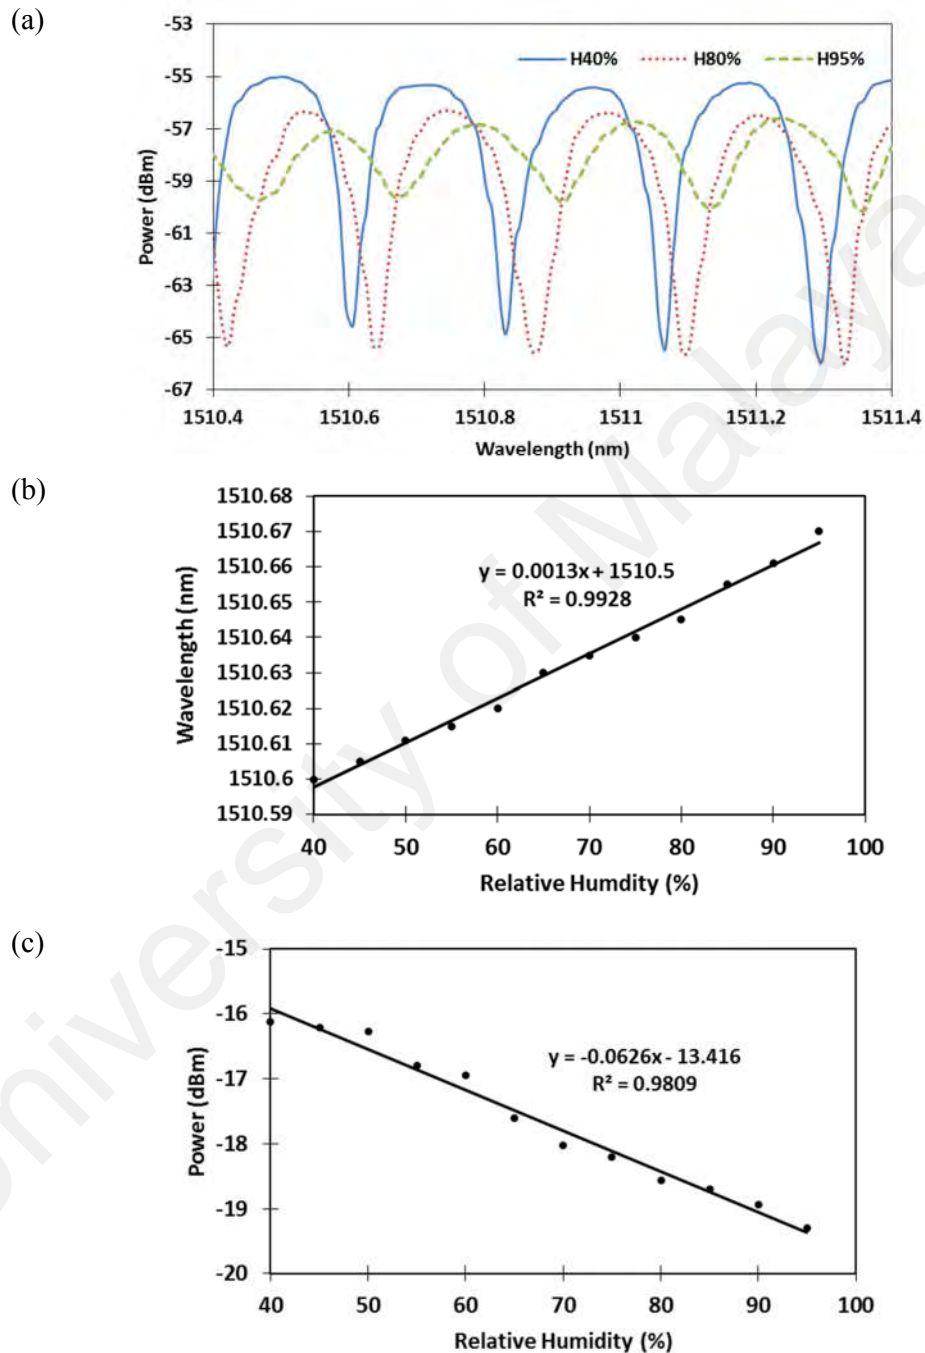 (a)
-53
-55
-57
-59
-61
-63
-65
-67
Power (dBm)
H40% H80% H95%
1510.4 1510.6 1510.8 1511 1511.2 1511.4
Wavelength (nm)
(b)
1510.68
1510.67
1510.66
1510.65
1510.64
1510.63
1510.62
1510.61
1510.6
1510.59
Wavelength (nm)
y = 0.0013x + 1510.5
R² = 0.9928
40 50 60 70 80 90 100
Relative Humdity (%)
(c)
-15
-16
-17
-18
-19
-20
Power (dBm)
y = -0.0626x - 13.416
R² = 0.9809
40 50 60 70 80 90 100
Relative Humidity (%)
University of Malaya